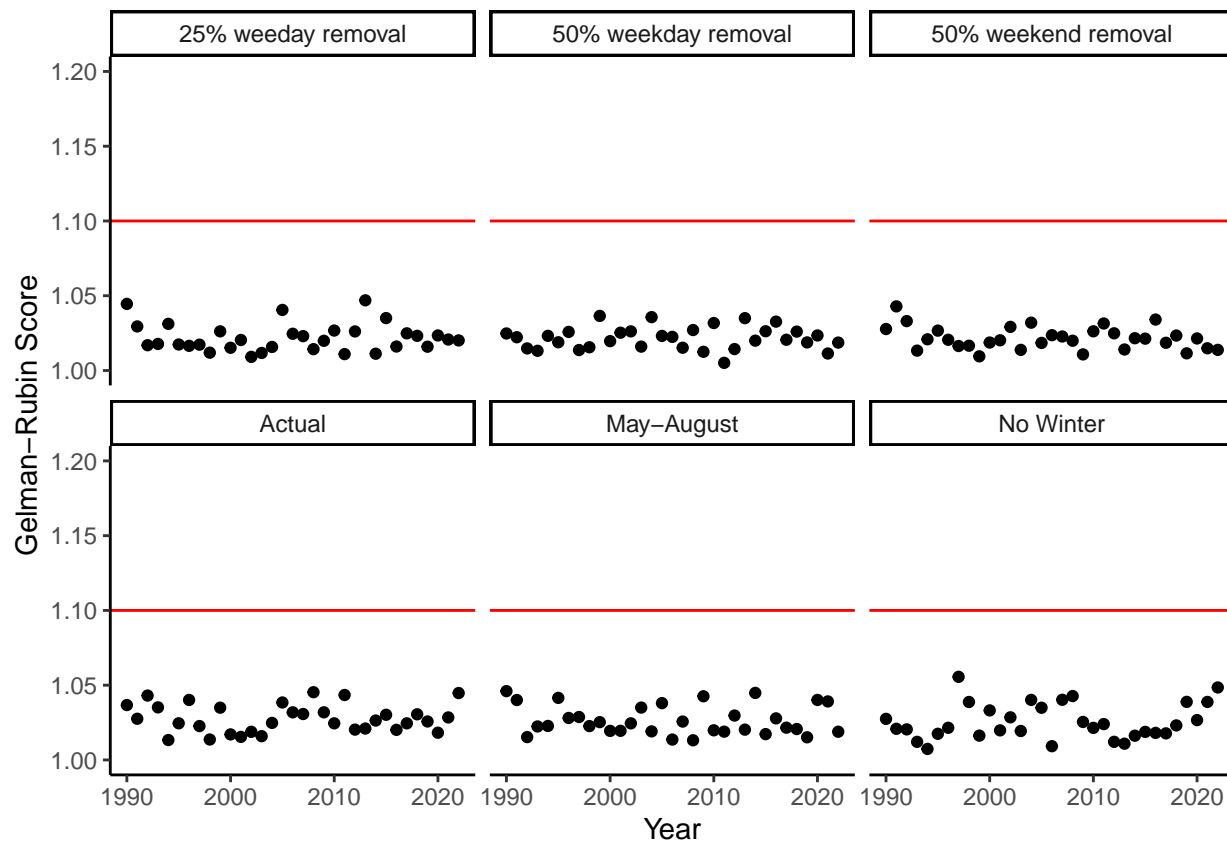 25% weeday removal
50% weekday removal
50% weekend removal
1.20
1.15
1.10
1.05
1.00
Actual
May−August
No Winter
1.20
1.15
1.10
1.05
1.00
Gelman−Rubin Score
1990 2000 2010 2020 1990 2000 2010 2020 1990 2000 2010 2020
Year